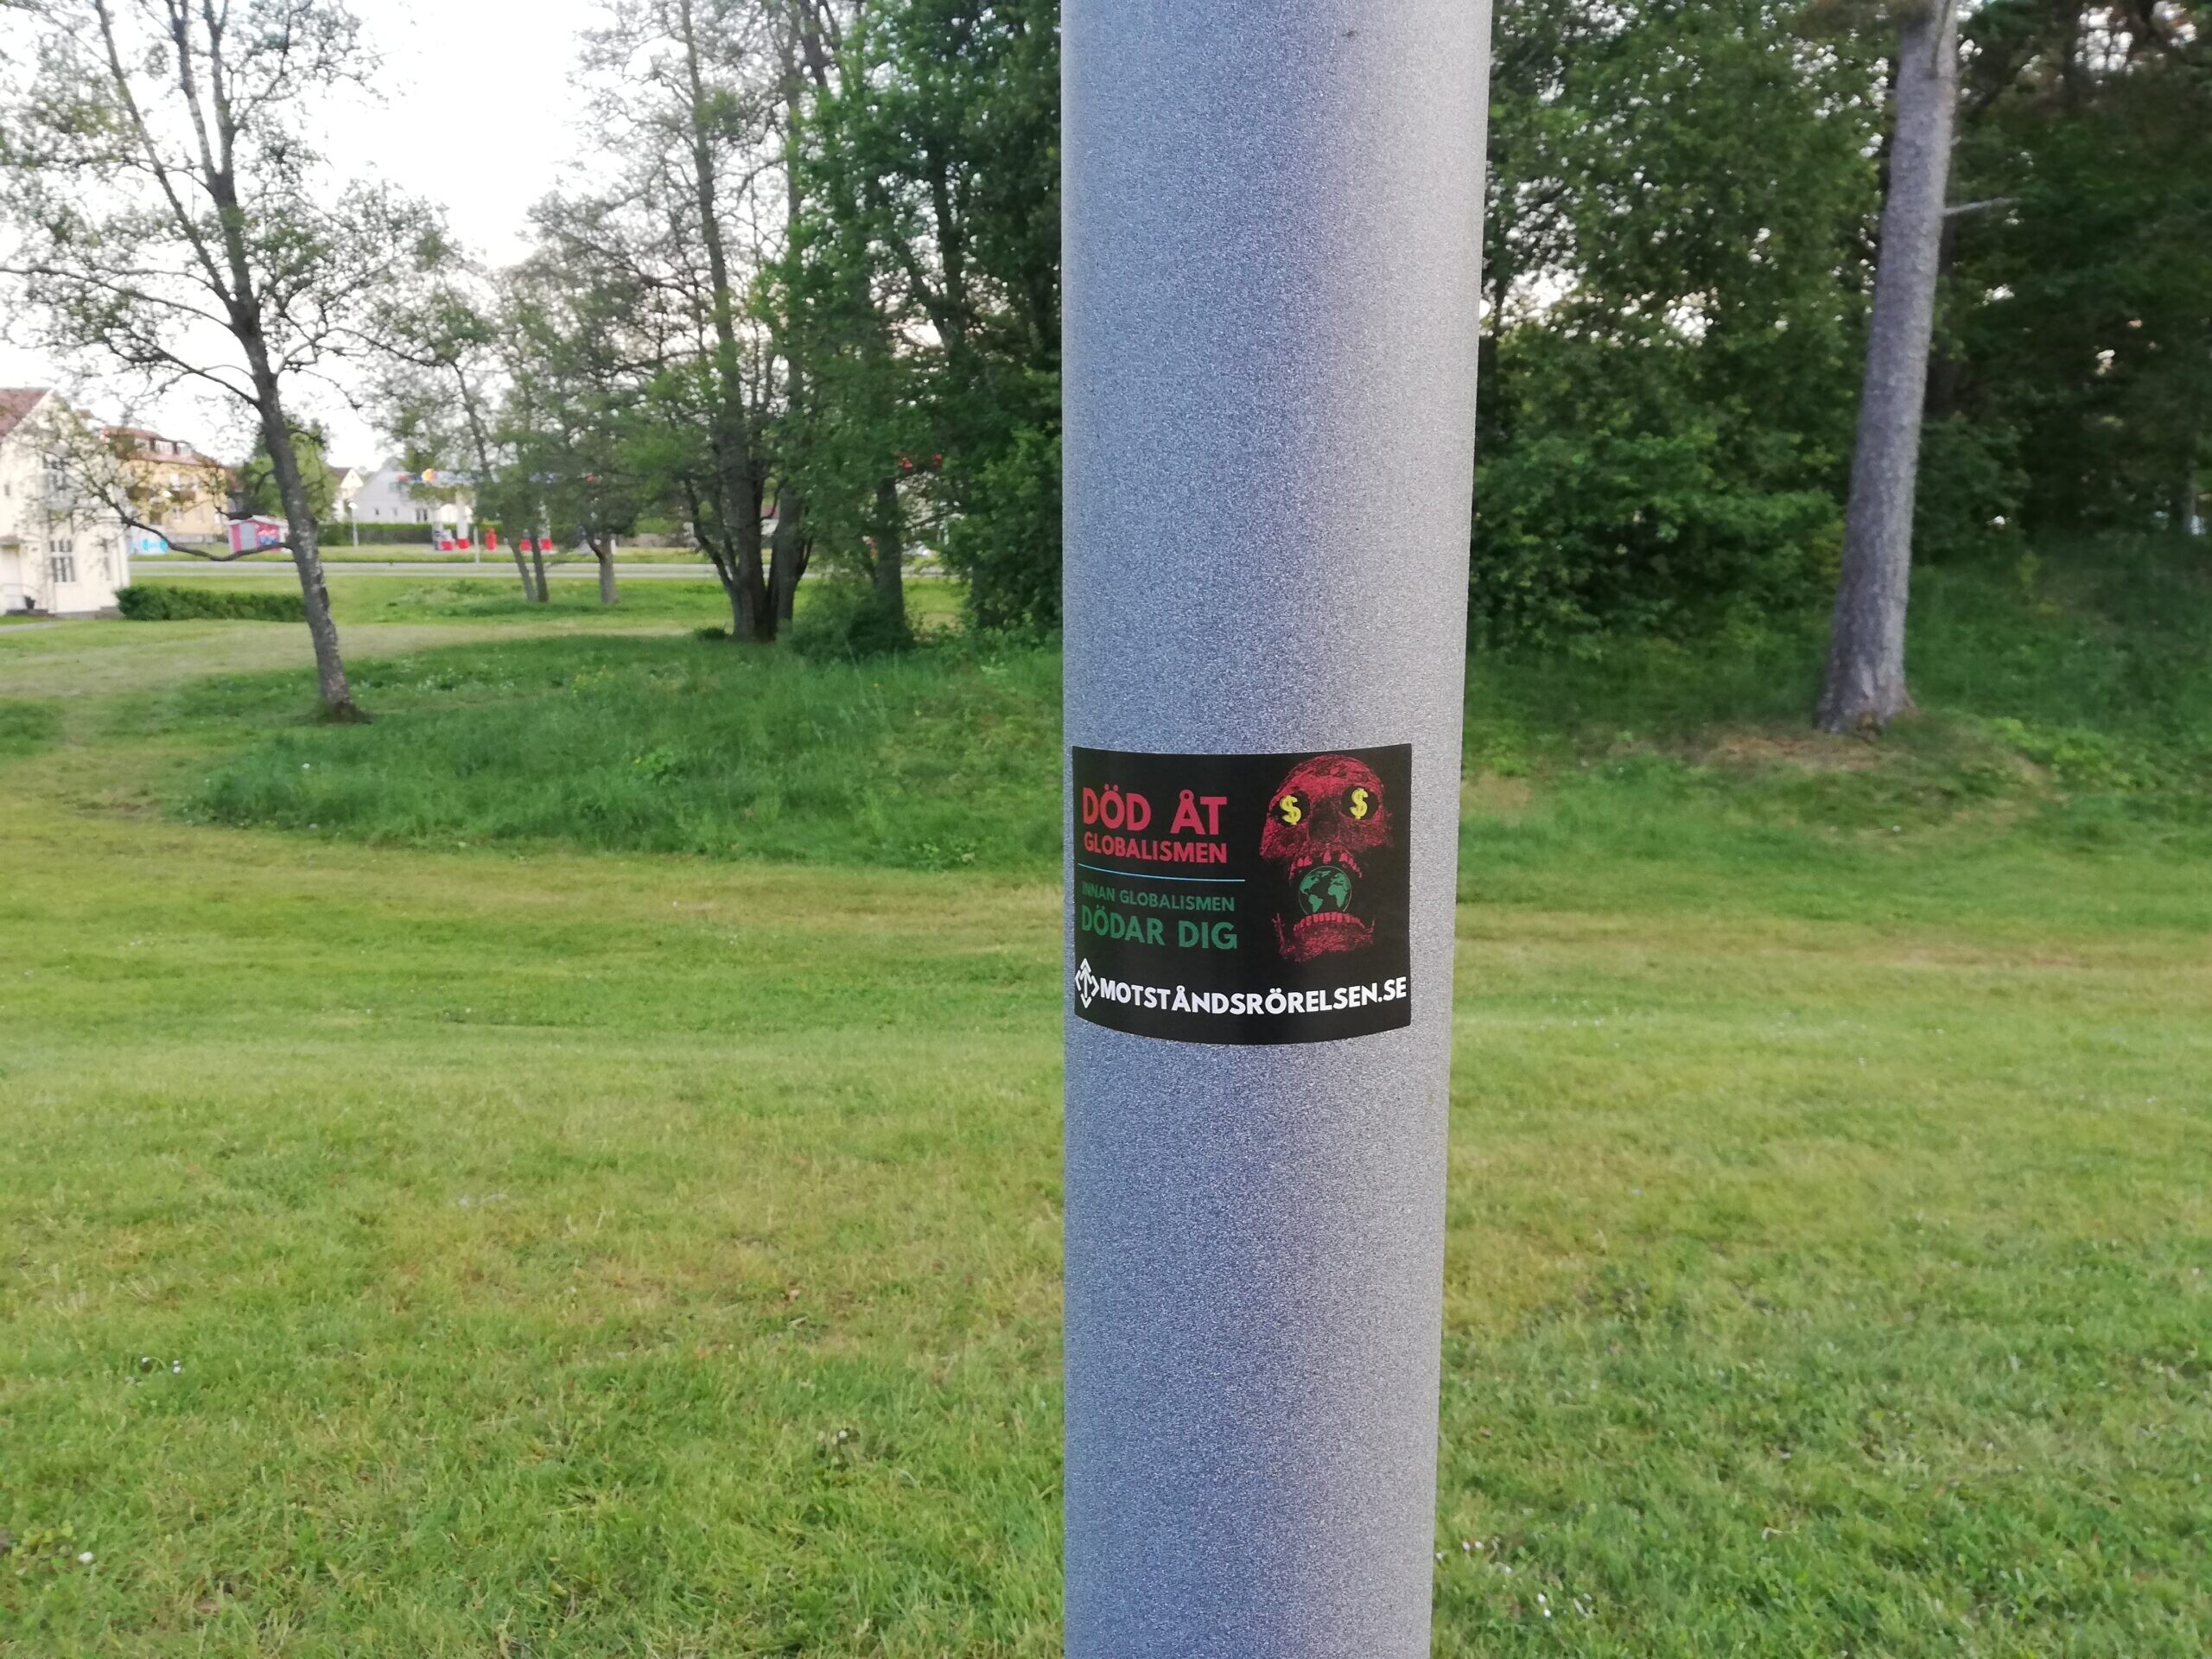 DÖD ÅT
GLOBALISMEN
INNAN GLOBALISMEN
DÖDAR DIG
MOTSTÅNDSRÖRELSEN.SE
$ $